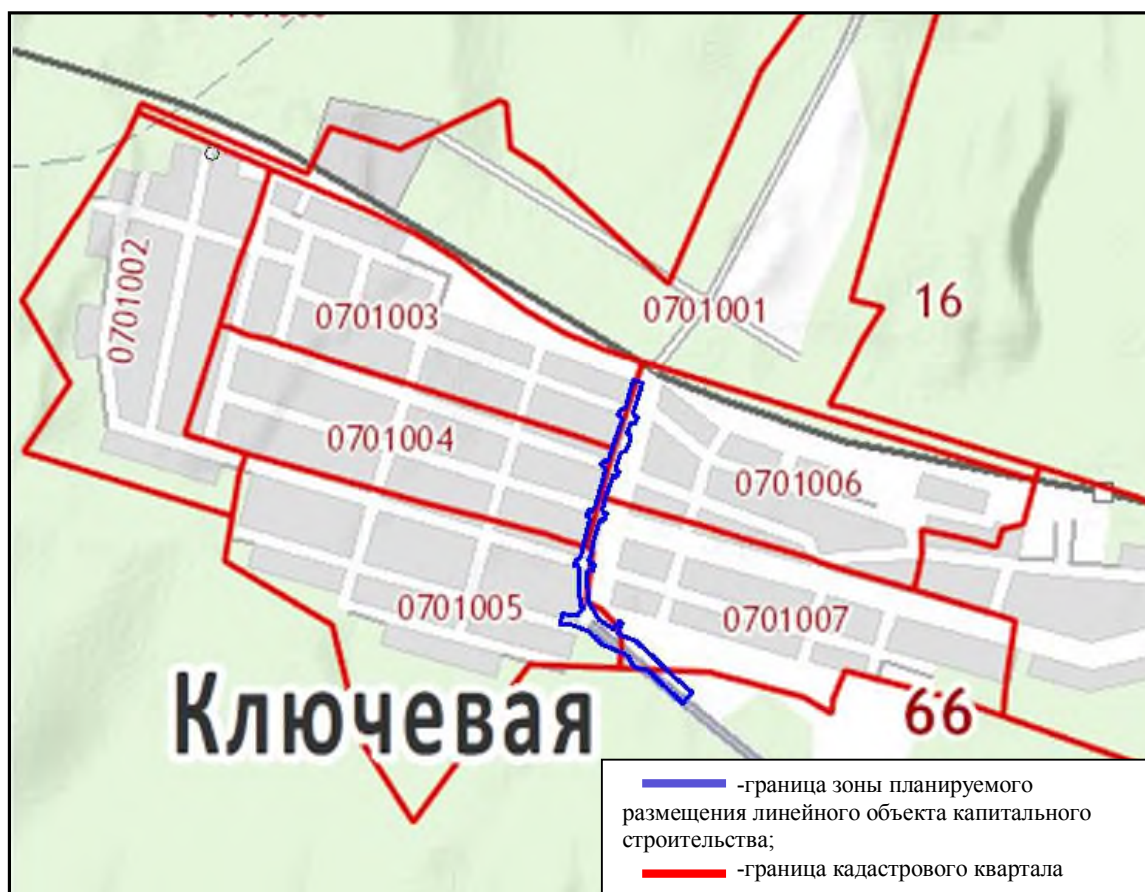 0701001
16
0701002
0701003
0701004
0701006
0701005
0701007
Ключевая
66
-граница зоны планируемого
размещения линейного объекта капитального
строительства;
-граница кадастрового квартала